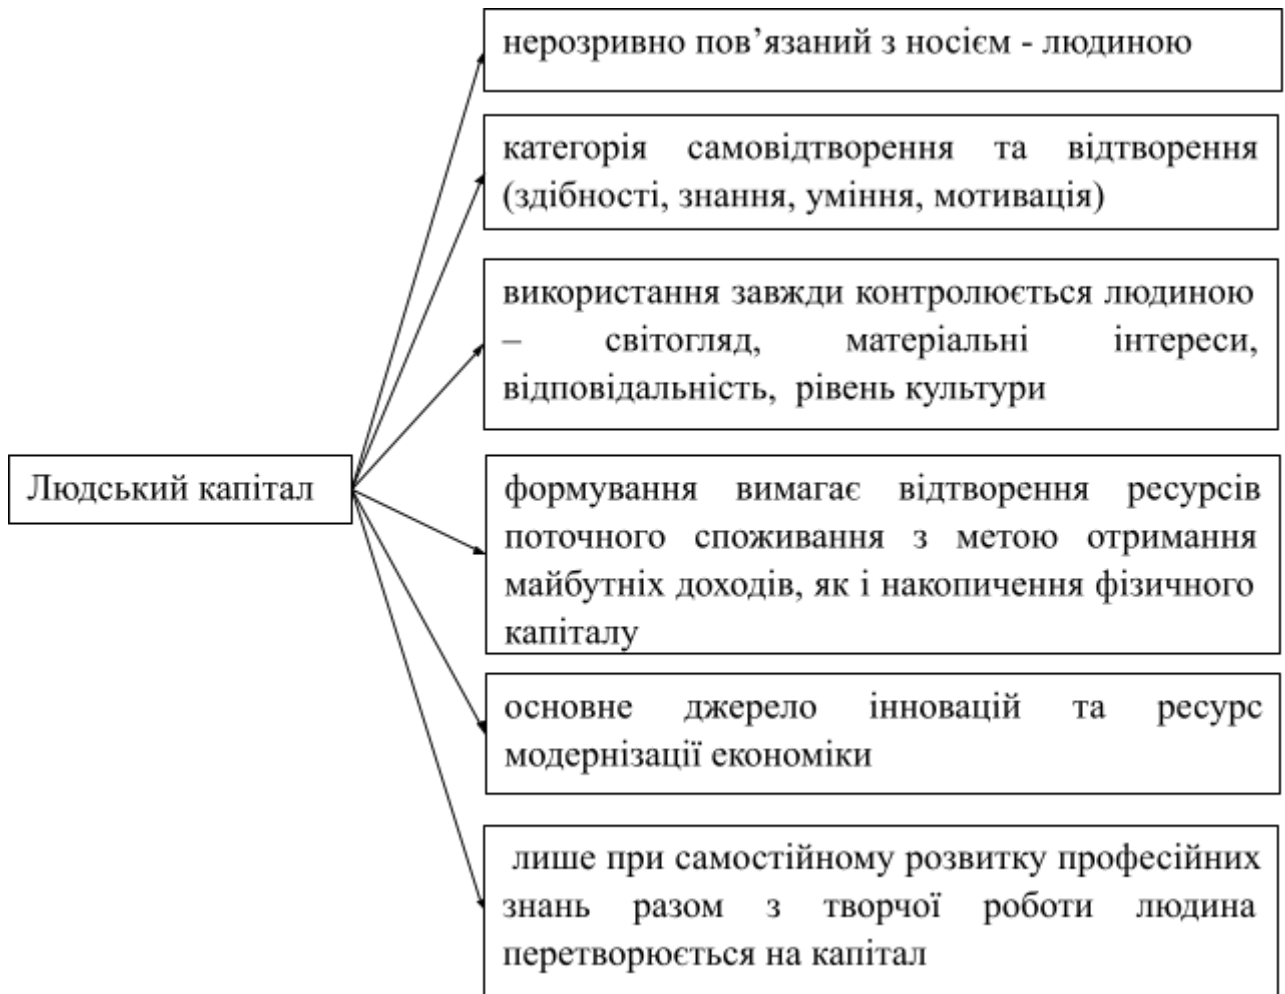 нерозривно пов’язаний з носієм - людиною
категорія самовідтворення та відтворення
(здібності, знання, уміння, мотивація)
використання завжди контролюється людиною
– світогляд, матеріальні інтереси,
відповідальність, рівень культури
Людський капітал
формування вимагає відтворення ресурсів
поточного споживання з метою отримання
майбутніх доходів, як і накопичення фізичного
капіталу
основне джерело інновацій та ресурс
модернізації економіки
лише при самостійному розвитку професійних
знань разом з творчої роботи людина
перетворюється на капітал